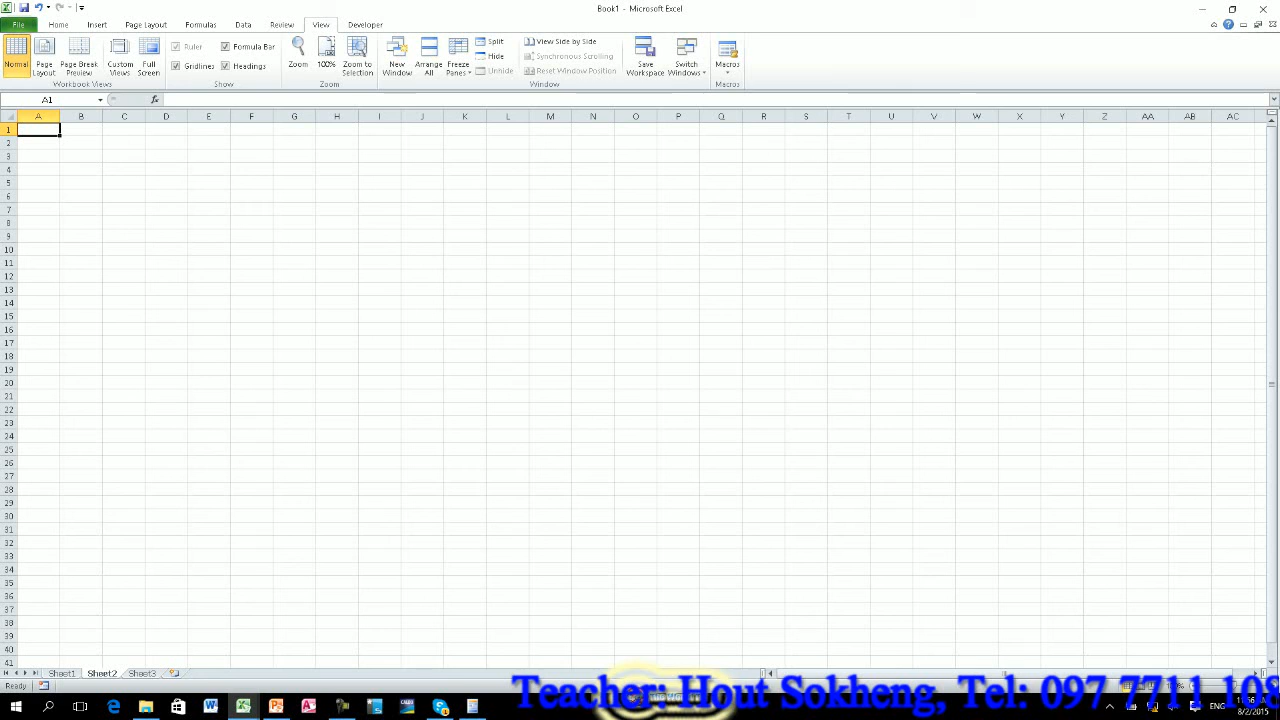 Book1 - Microsoft Excel
File Home Insert Page Layout Formulas Data Review View Developer
Normal Page Layout Page Break Preview Custom Views Full Screen
Workbook Views
Ruler Formula Bar
Gridlines Headings
Show
Zoom 100% Zoom to Selection
Zoom
New Window Arrange All Freeze Panes
Split
Hide
Unhide
View Side by Side
Synchronous Scrolling
Reset Window Position
Window
Save Workspace Switch Windows
Macros
Macros
A1 fx
A B C D E F G H I J K L M N O P Q R S T U V W X Y Z AA AB AC
1
2
3
4
5
6
7
8
9
10
11
12
13
14
15
16
17
18
19
20
21
22
23
24
25
26
27
28
29
30
31
32
33
34
35
36
37
38
39
40
41
Sheet1 Sheet2 Sheet3
Ready
Teacher: Hout Sokheng, Tel: 097 6711 168
ENG
8/2/2015